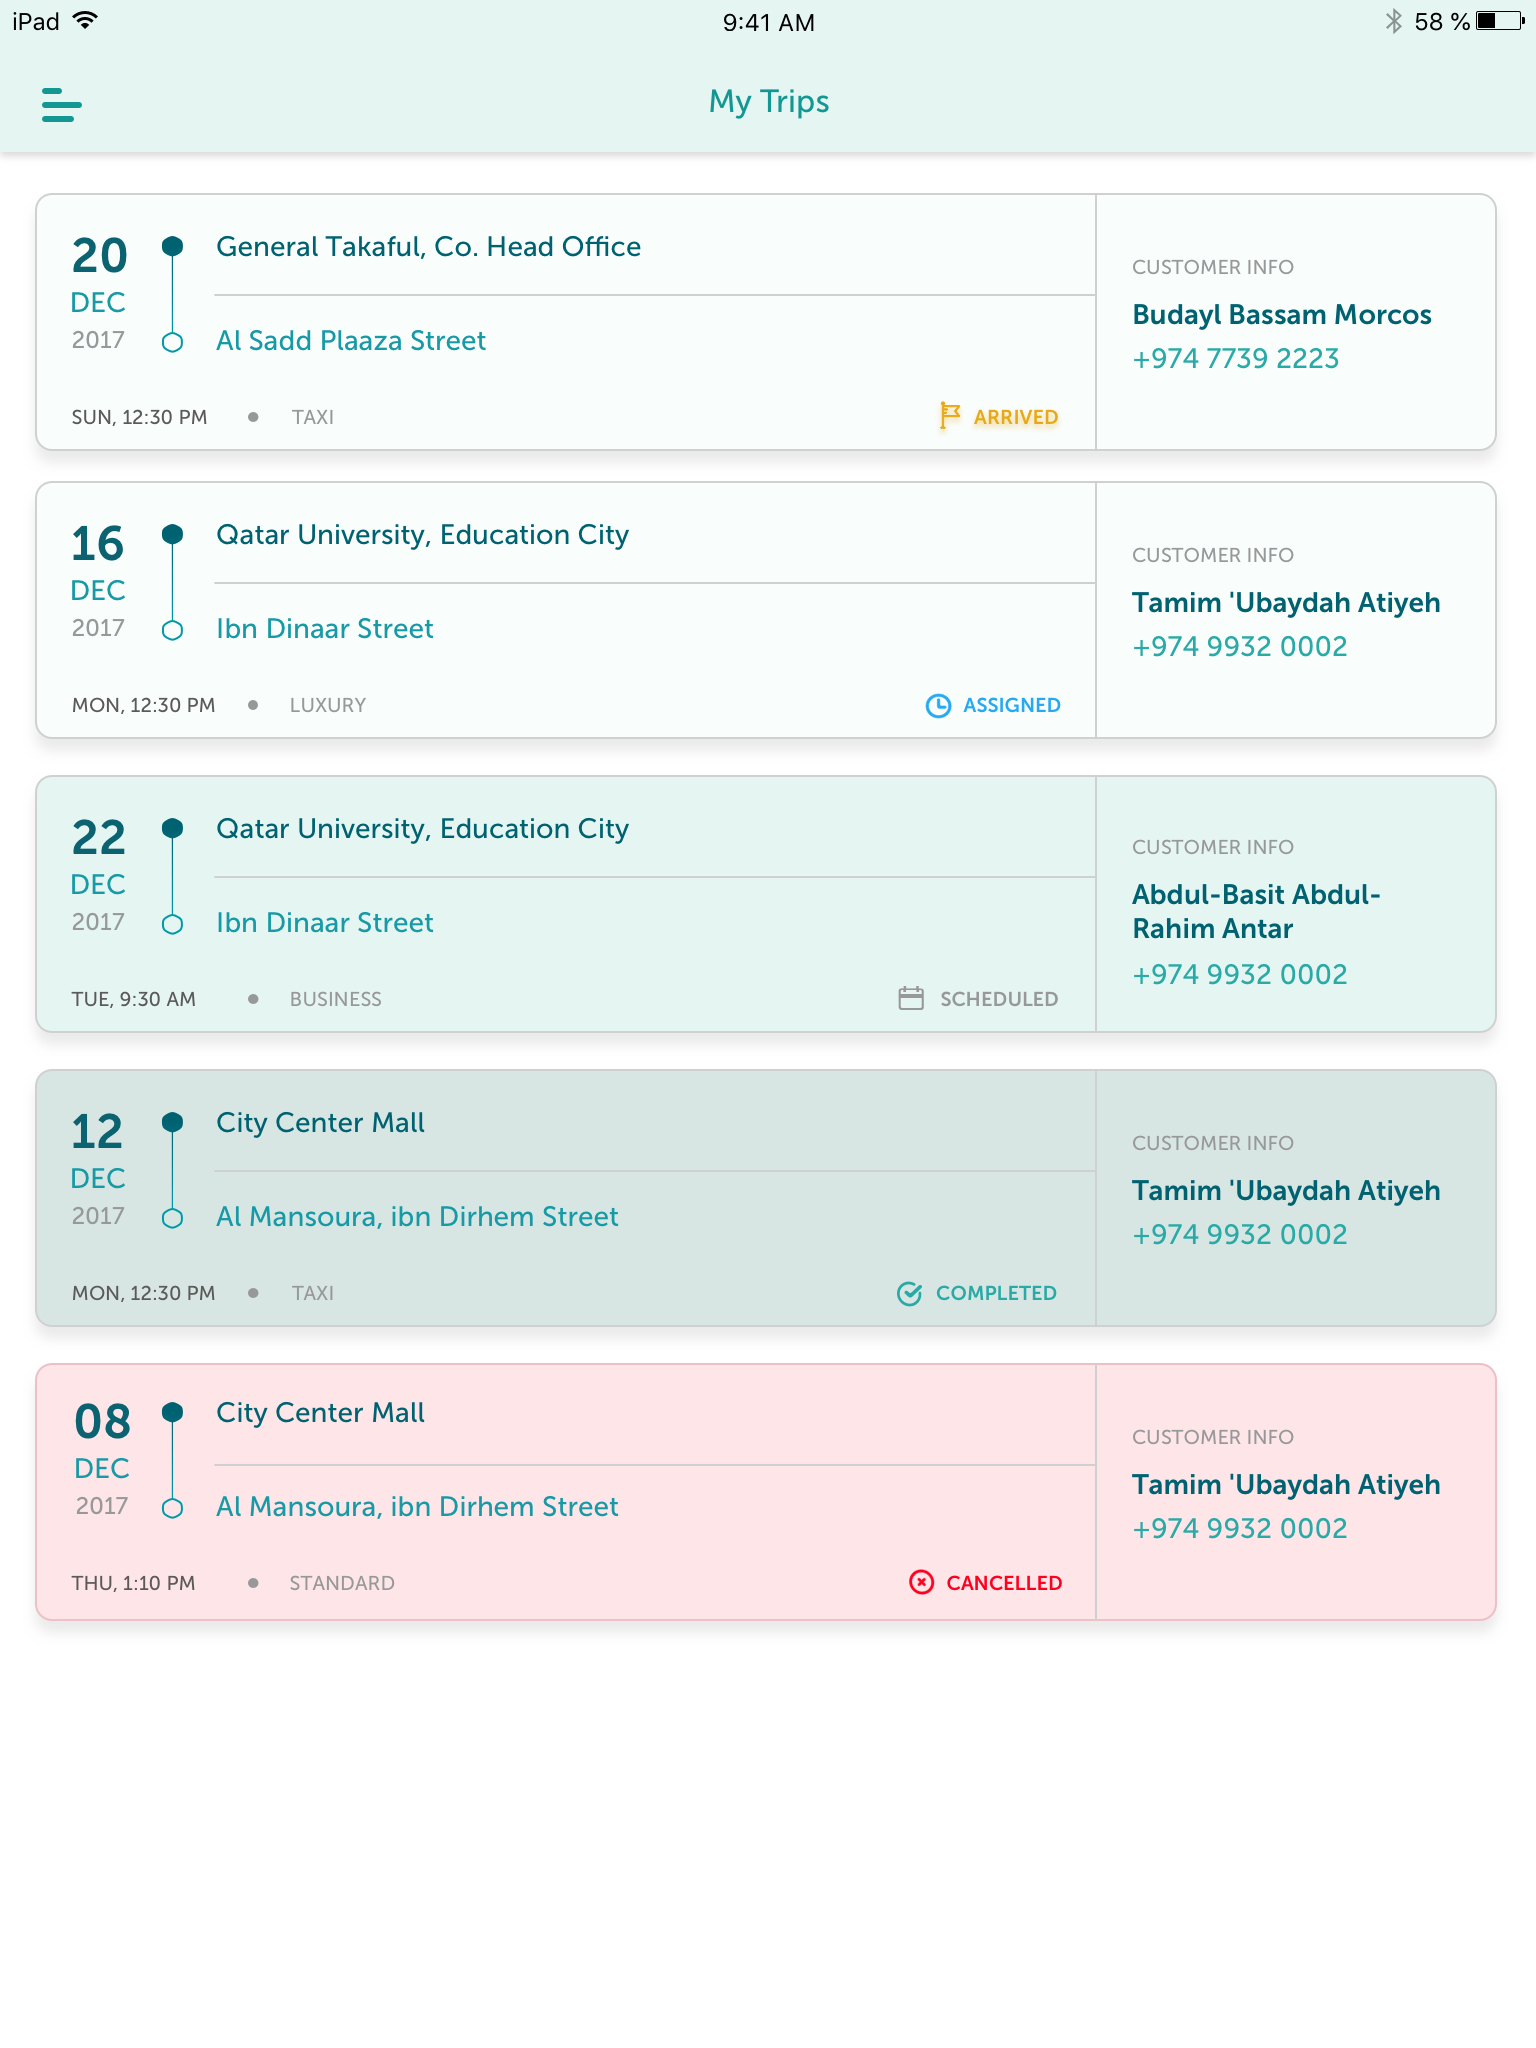 iPad 9:41 AM 58 %
My Trips
20
DEC
2017
General Takaful, Co. Head Office
Al Sadd Plaaza Street
SUN, 12:30 PM TAXI ARRIVED
CUSTOMER INFO
Budayl Bassam Morcos
+974 7739 2223
16
DEC
2017
Qatar University, Education City
Ibn Dinaar Street
MON, 12:30 PM LUXURY ASSIGNED
CUSTOMER INFO
Tamim 'Ubaydah Atiyeh
+974 9932 0002
22
DEC
2017
Qatar University, Education City
Ibn Dinaar Street
TUE, 9:30 AM BUSINESS SCHEDULED
CUSTOMER INFO
Abdul-Basit Abdul-
Rahim Antar
+974 9932 0002
12
DEC
2017
City Center Mall
Al Mansoura, ibn Dirhem Street
MON, 12:30 PM TAXI COMPLETED
CUSTOMER INFO
Tamim 'Ubaydah Atiyeh
+974 9932 0002
08
DEC
2017
City Center Mall
Al Mansoura, ibn Dirhem Street
THU, 1:10 PM STANDARD CANCELLED
CUSTOMER INFO
Tamim 'Ubaydah Atiyeh
+974 9932 0002